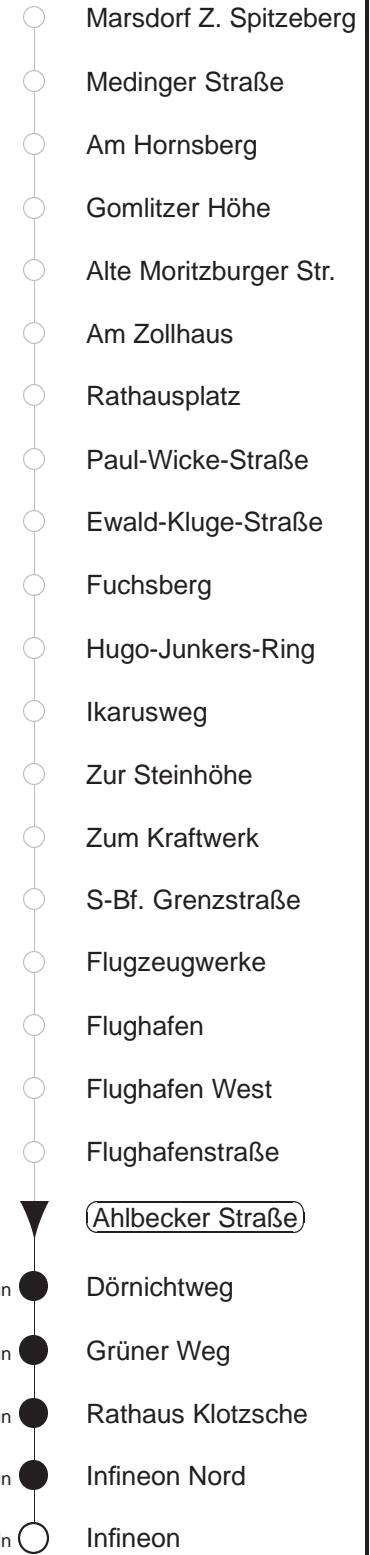 Marsdorf Z. Spitzeberg
Medinger Straße
Am Hornsberg
Gomlitzer Höhe
Alte Moritzburger Str.
Am Zollhaus
Rathausplatz
Paul-Wicke-Straße
Ewald-Kluge-Straße
Fuchsberg
Hugo-Junkers-Ring
Ikarusweg
Zur Steinhöhe
Zum Kraftwerk
S-Bf. Grenzstraße
Flugzeugwerke
Flughafen
Flughafen West
Flughafenstraße
Ahlbecker Straße
Dörnichtweg
Grüner Weg
Rathaus Klotzsche
Infineon Nord
Infineon